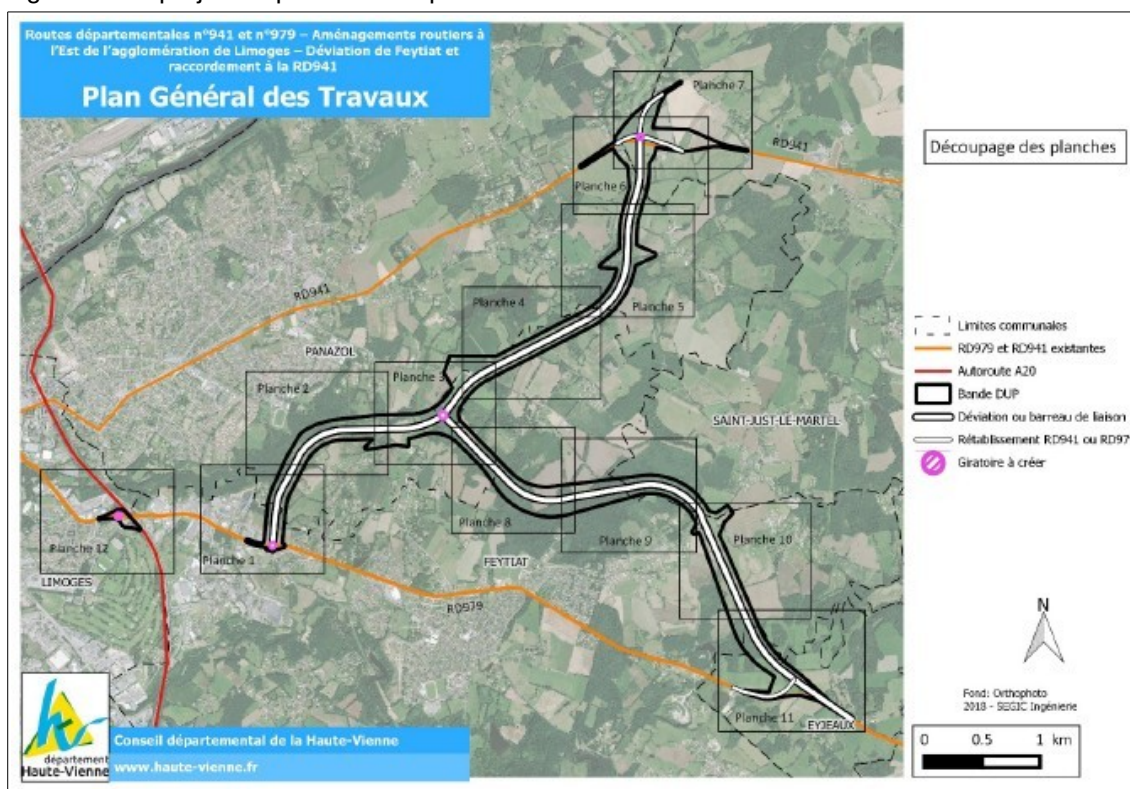 Routes départementales n°941 et n°979 – Aménagements routiers à
l'Est de l'agglomération de Limoges – Déviation de Feytiat et
raccordement à la RD941
Plan Général des Travaux
Planche 7
RD941
Découpage des planches
Planche 6
Planche 5
Planche 4
RD941
PANAZOL
Planche 3
Planche 2
SAINT-JUST-LE-MARTEL
Limites communales
RD979 et RD941 existantes
Autoroute A20
Bande DUP
Déviation ou barreau de liaison
Rétablissement RD941 ou RD97
Giratoire à créer
Planche 8
Planche 9
Planche 10
Planche 12
Planche 1
LIMOGES
FEYTIAT
RD979
Planche 11
EYJEAUX
N
Fond: Orthophoto
2018 - SEGIC Ingénierie
0 0.5 1 km
département
Haute-Vienne
Conseil départemental de la Haute-Vienne
www.haute-vienne.fr